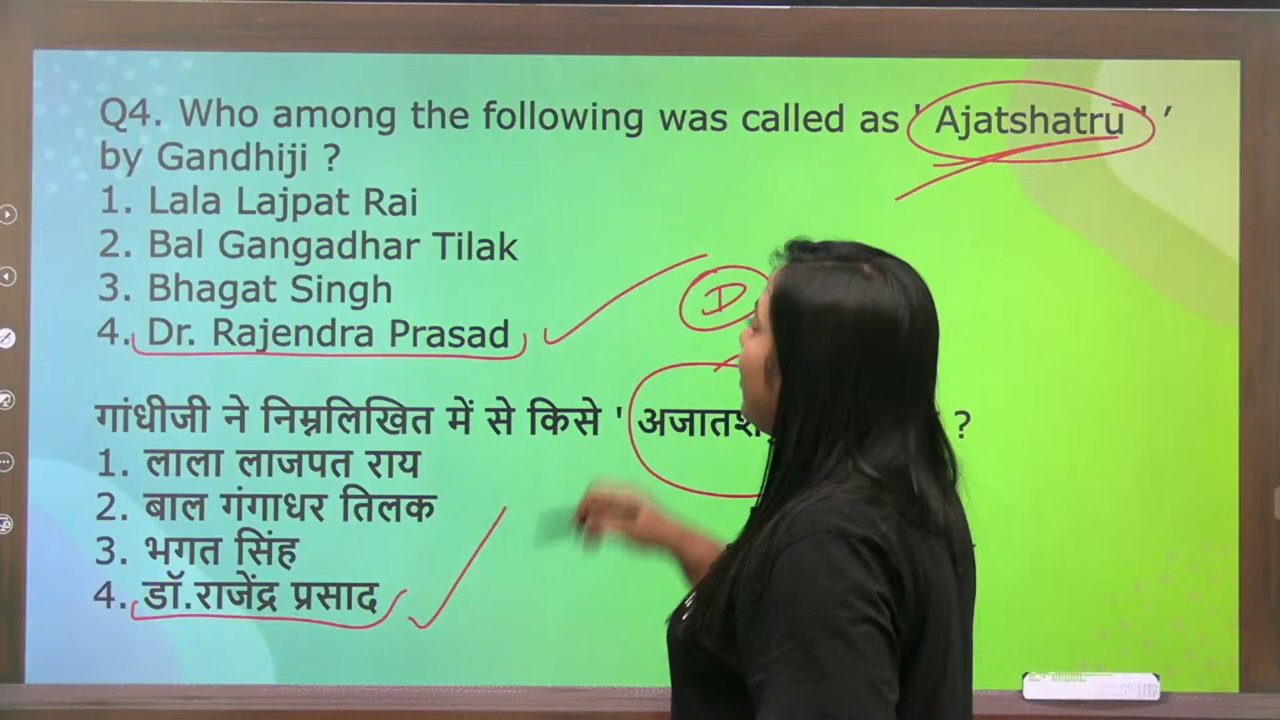 Q4. Who among the following was called as ' Ajatshatru ' ’
by Gandhiji ?
1. Lala Lajpat Rai
2. Bal Gangadhar Tilak
3. Bhagat Singh
4. Dr. Rajendra Prasad
D
गांधीजी ने निम्नलिखित में से किसे ' ?
1. लाला लाजपत राय
2. बाल गंगाधर तिलक
3. भगत सिंह
4. डॉ.राजेंद्र प्रसाद